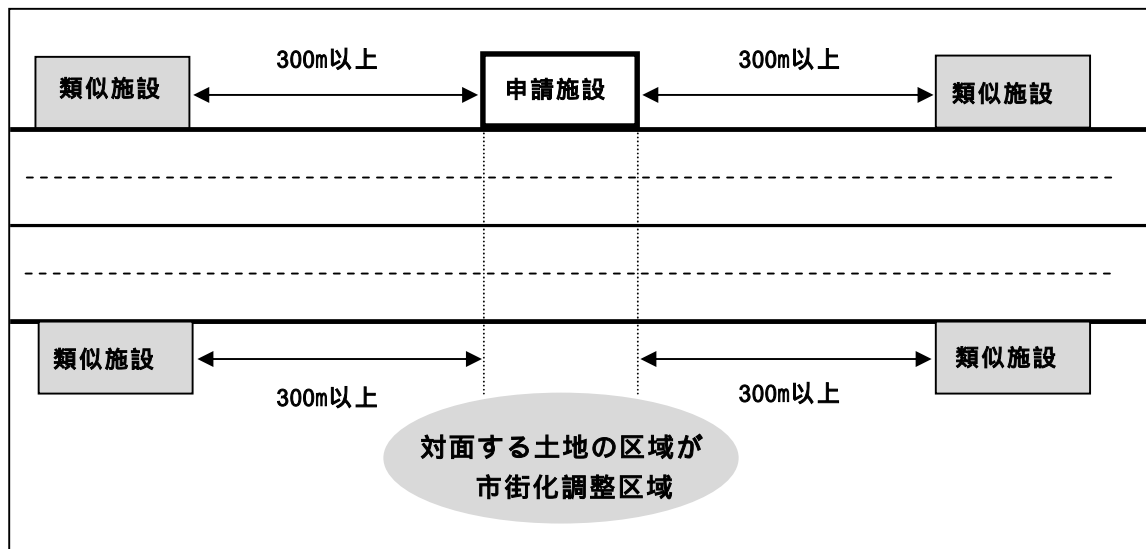 300m以上
300m以上
類似施設
申請施設
類似施設
類似施設
類似施設
300m以上
300m以上
対面する土地の区域が
市街化調整区域